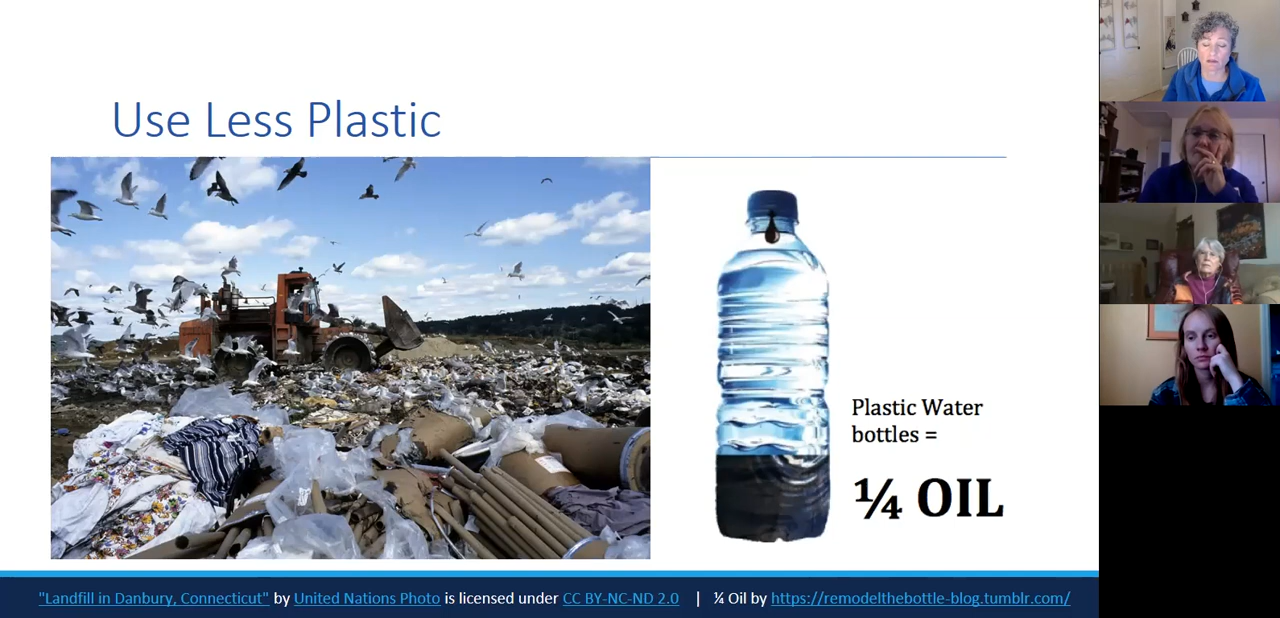 Use Less Plastic
Plastic Water
bottles =
¼ OIL
"Landfill in Danbury, Connecticut" by United Nations Photo is licensed under CC BY-NC-ND 2.0 | ¼ Oil by https://remodelthebottle-blog.tumblr.com/